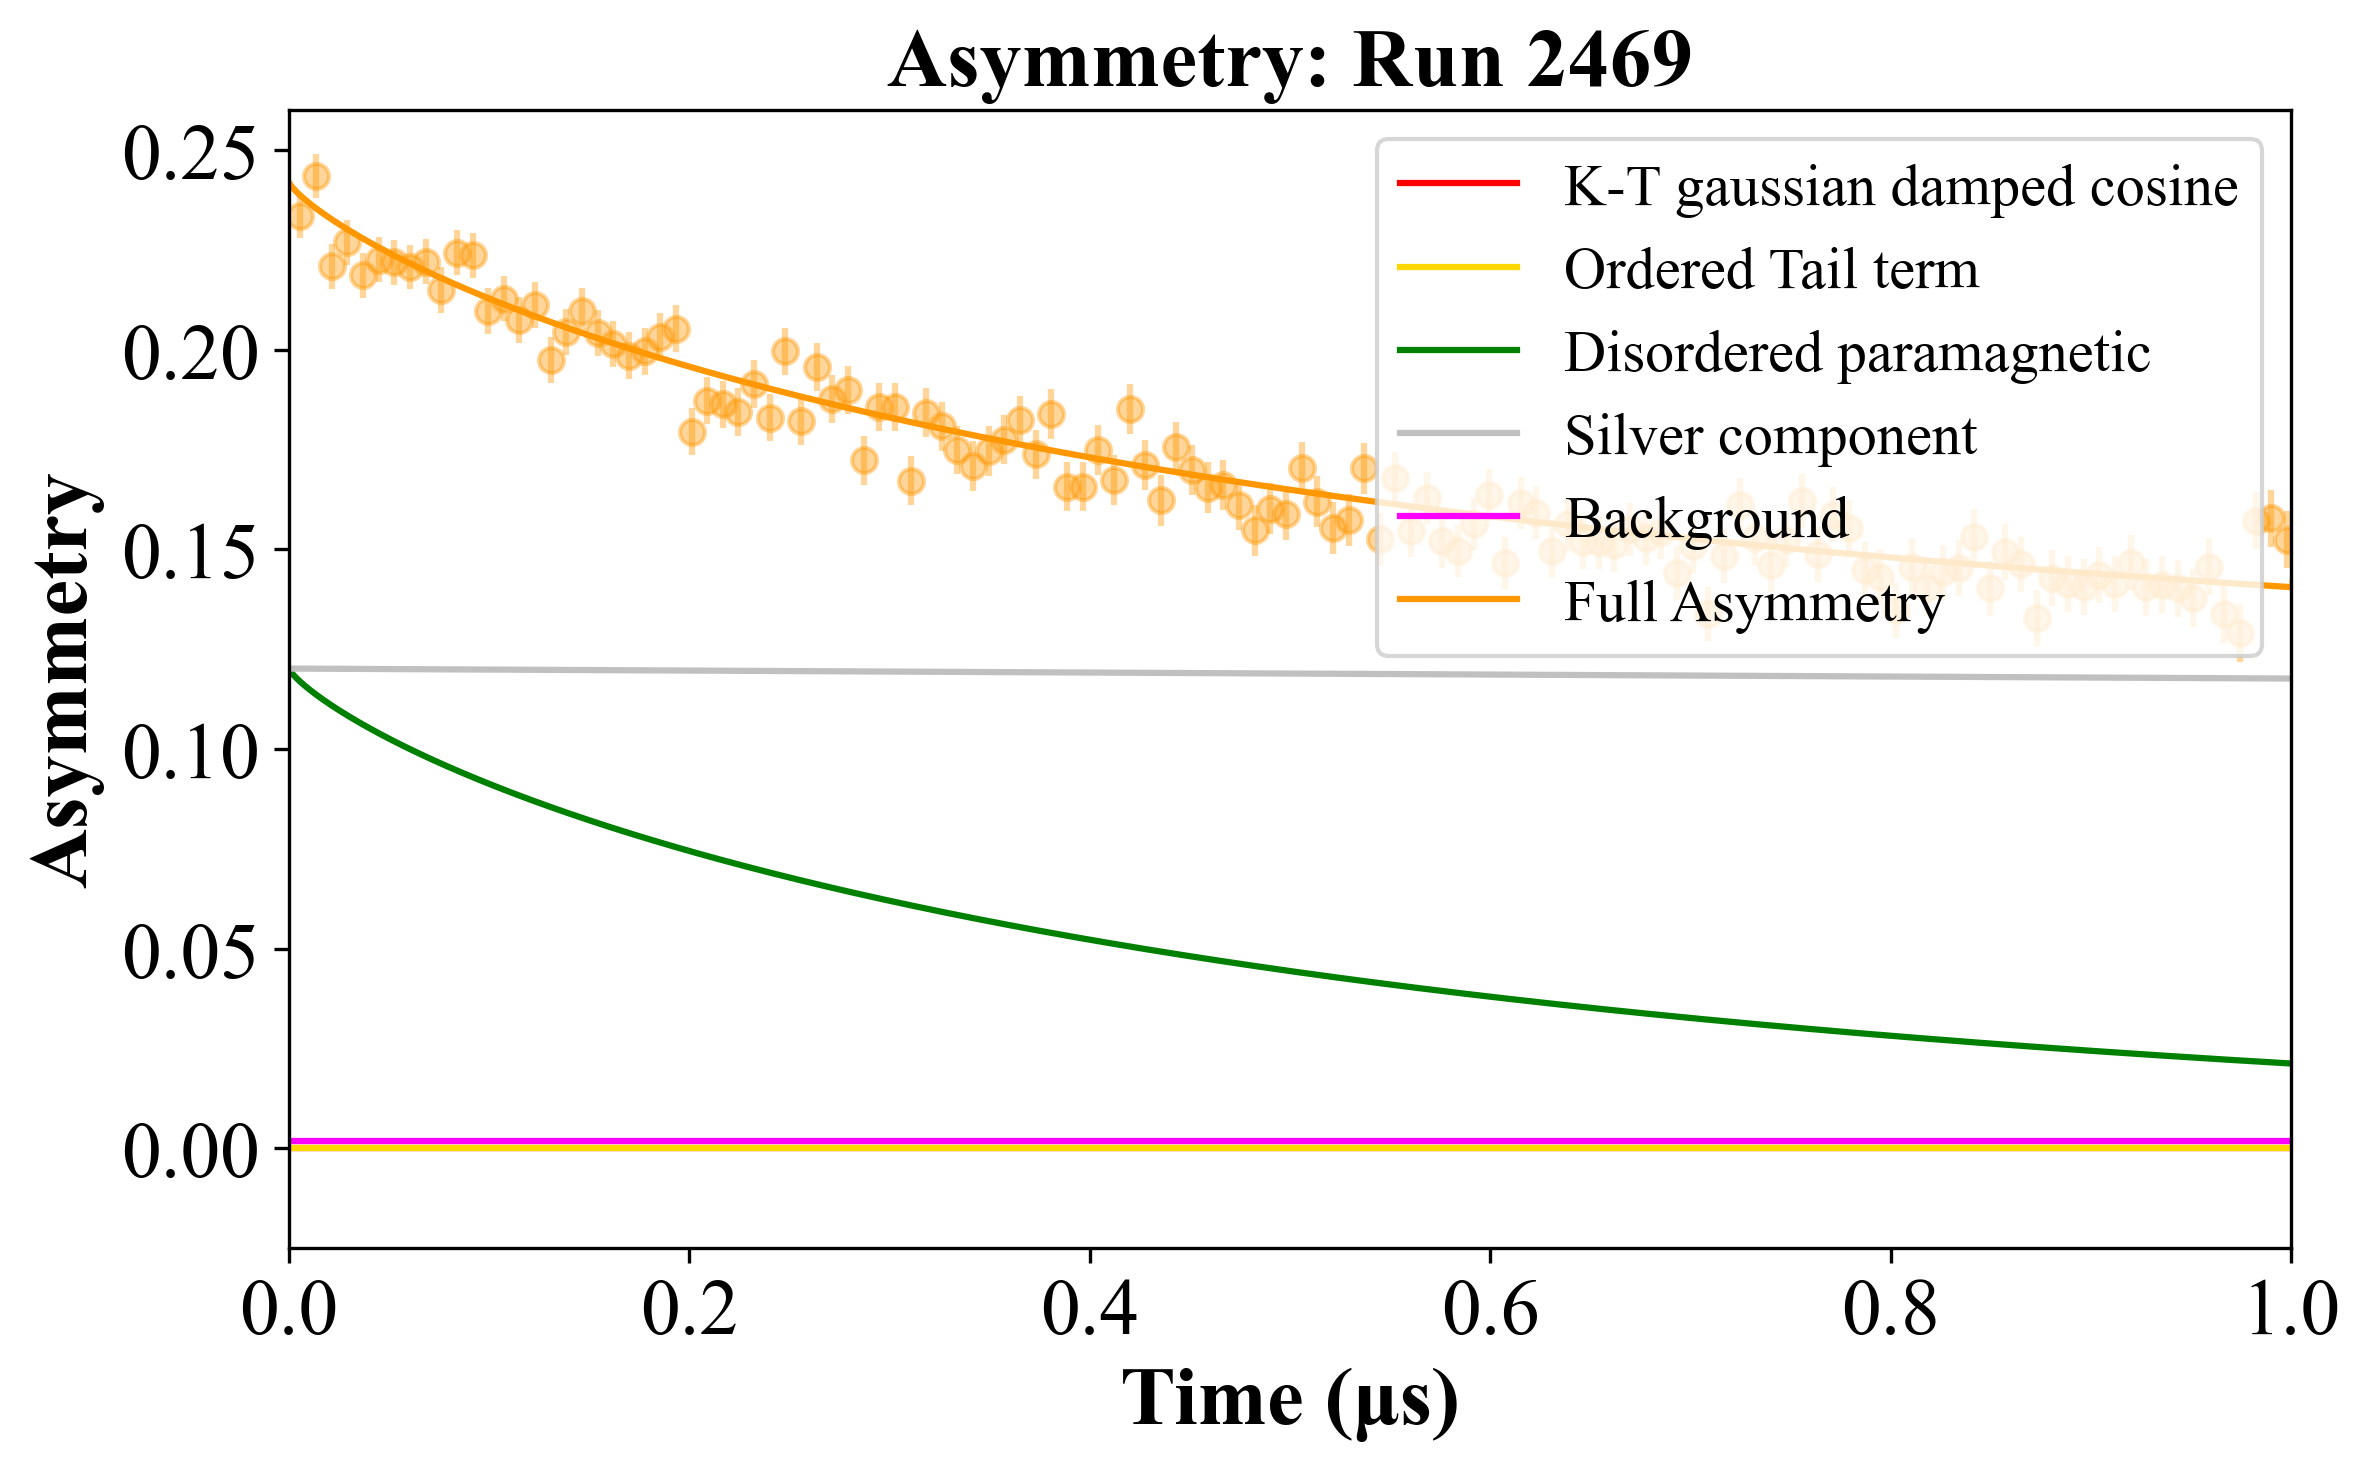 Asymmetry: Run 2469
0.25
0.20
0.15
0.10
0.05
0.00
Asymmetry
K-T gaussian damped cosine
Ordered Tail term
Disordered paramagnetic
Silver component
Background
Full Asymmetry
0.0 0.2 0.4 0.6 0.8 1.0
Time (µs)